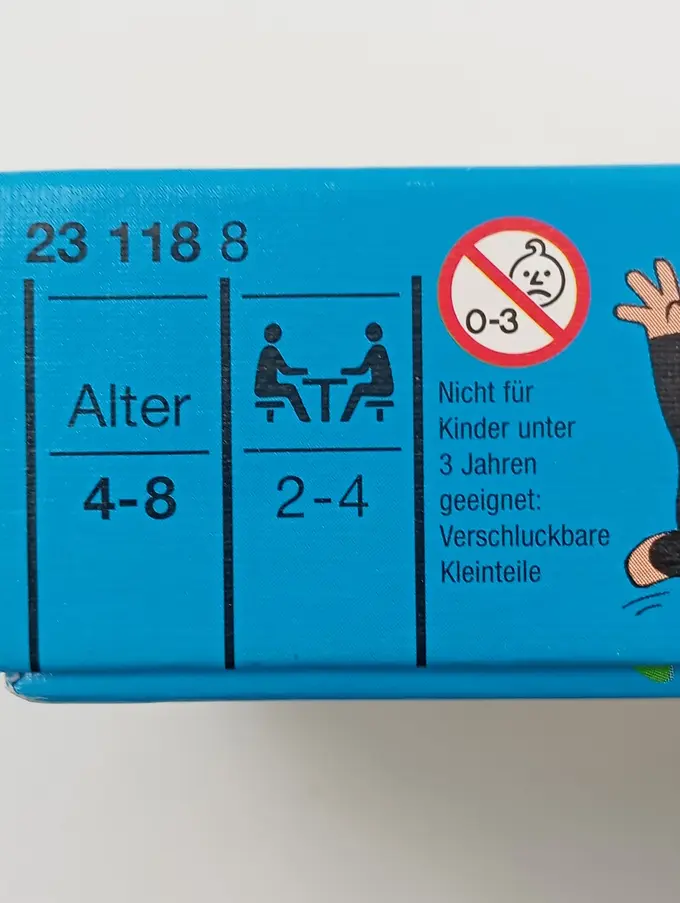 23 118 8
Alter
4-8
2-4
0-3
Nicht für
Kinder unter
3 Jahren
geeignet:
Verschluckbare
Kleinteile